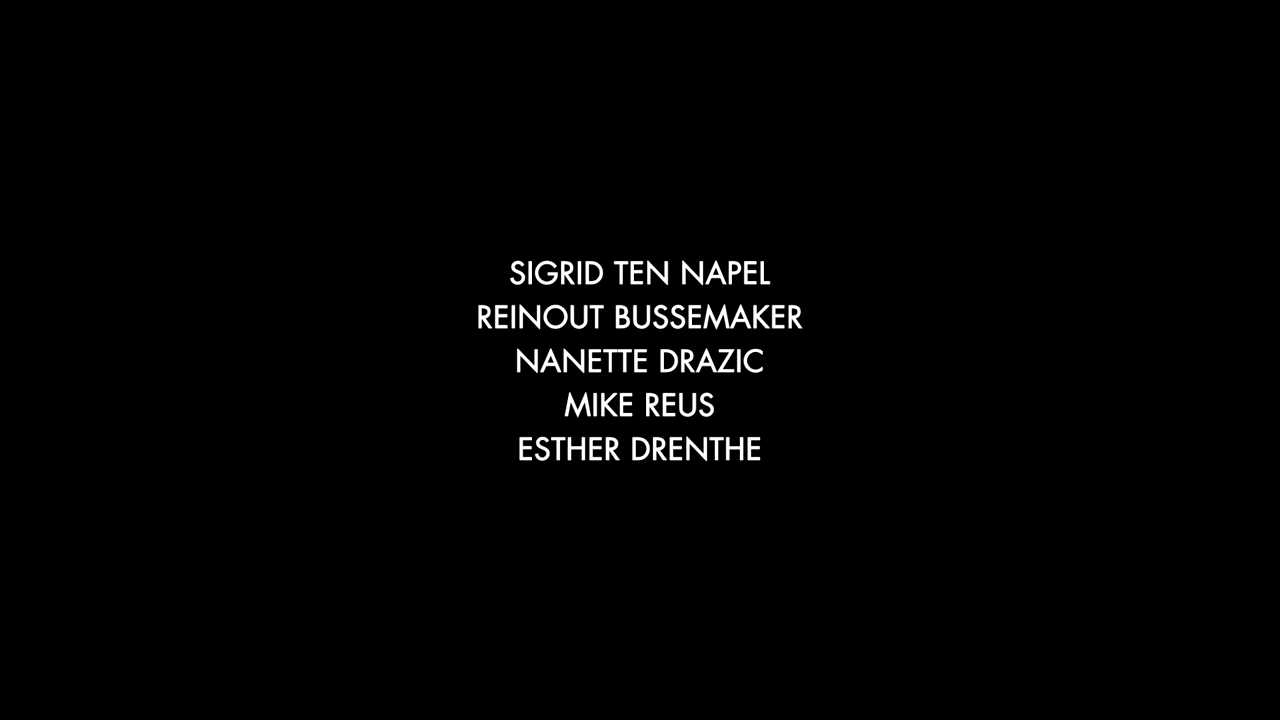 SIGRID TEN NAPEL
REINOUT BUSSEMAKER
NANETTE DRAZIC
MIKE REUS
ESTHER DRENTHE